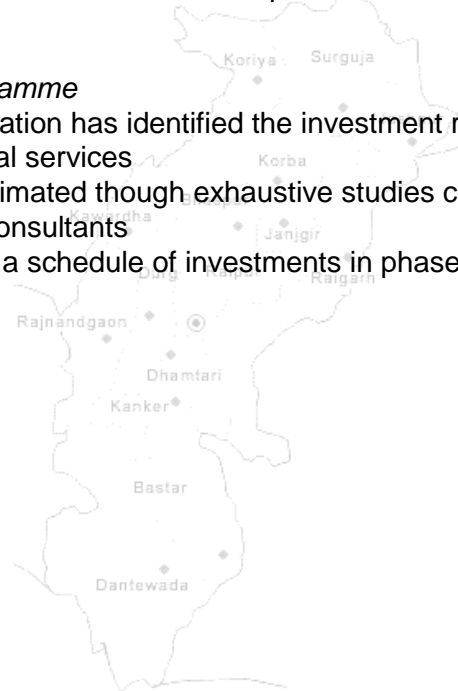 Koriya Surguja
amme
ation has identified the investment
al services
Korba
imated though exhaustive studies c
Kawardha Bilaspur
onsultants
Janjgir
a schedule of investments in phase
Durg Raipur Raigarh
Rajnandgaon
Dhamtari
Kanker
Bastar
Dantewada